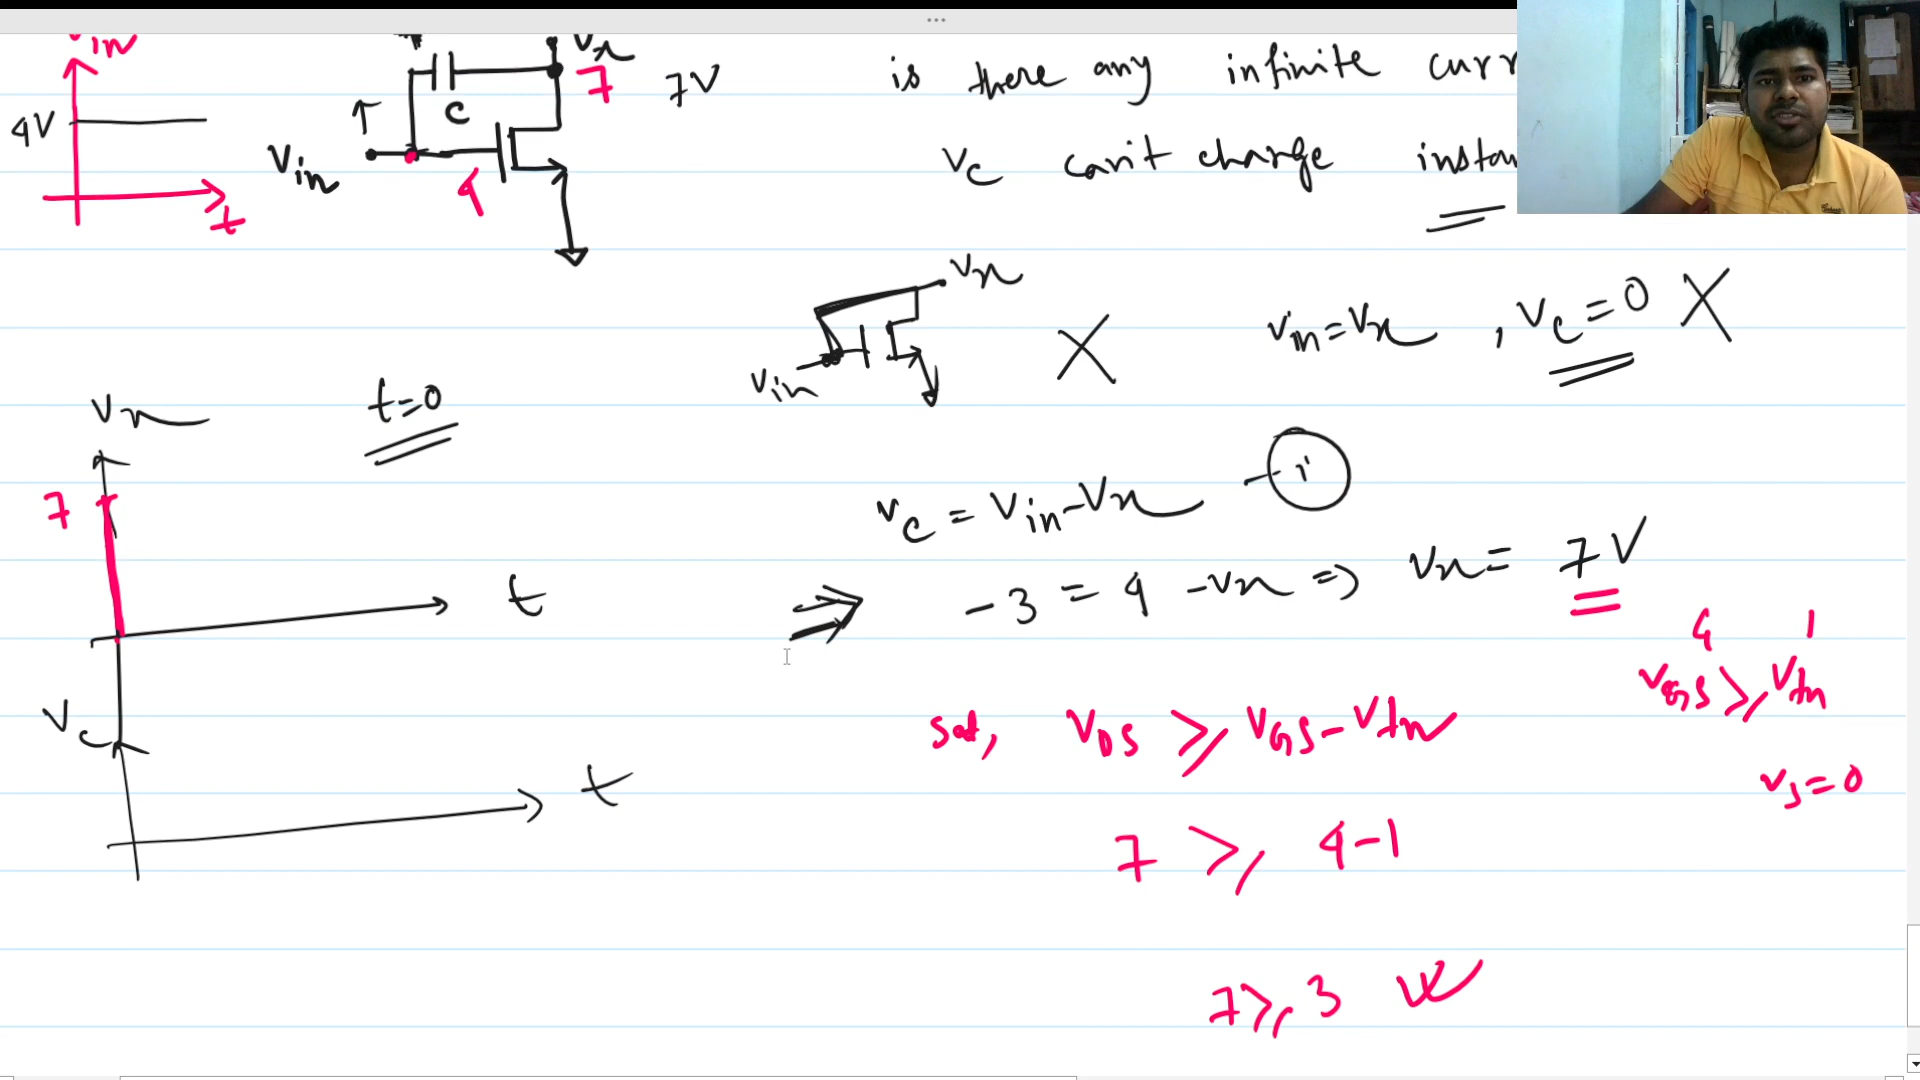 Vin
4V
t
Vin
C
4
Vx
7
7V
is there any infinite curr
Vc can't change instan
Vin
Vx
Vin=Vx , Vc=0
Vx
t=0
7
t
Vc = Vin-Vx - i
-3 = 4 -Vx => Vx= 7V
4 1
VGS ⩾ Vtn
Vs=0
Vc
t
sat, VDS ⩾ VGS-Vtn
7 ⩾ 4-1
7⩾3